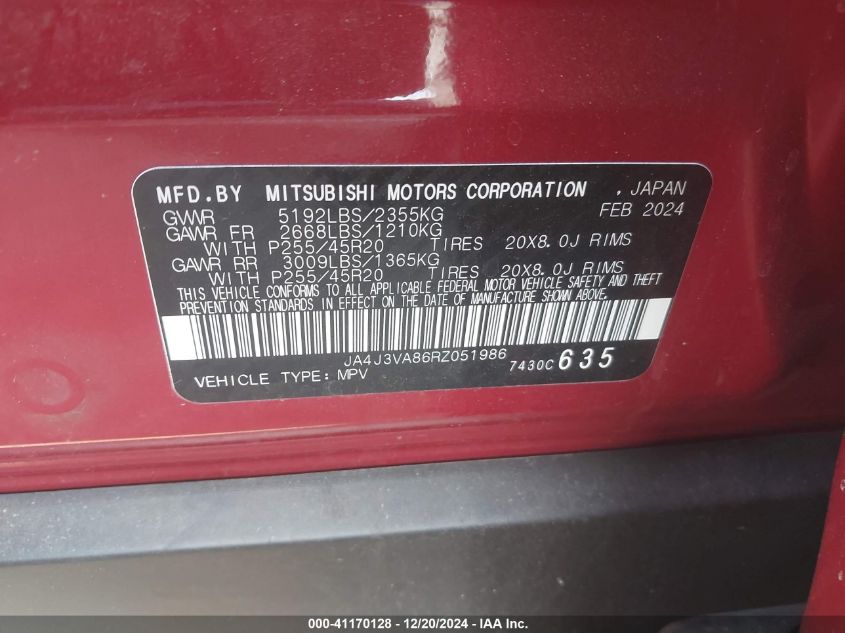 MFD.BY MITSUBISHI MOTORS CORPORATION , JAPAN
GVWR 5192LBS/2355KG FEB 2024
GAWR FR 2668LBS/1210KG
WITH P255/45R20 TIRES 20X8.0J RIMS
GAWR RR 3009LBS/1365KG
WITH P255/45R20 TIRES 20X8.0J RIMS
THIS VEHICLE CONFORMS TO ALL APPLICABLE FEDERAL MOTOR VEHICLE SAFETY AND THEFT
PREVENTION STANDARDS IN EFFECT ON THE DATE OF MANUFACTURE SHOWN ABOVE.
JA4J3VA86RZ051986
VEHICLE TYPE: MPV 7430C 635
000-41170128 - 12/20/2024 - IAA Inc.